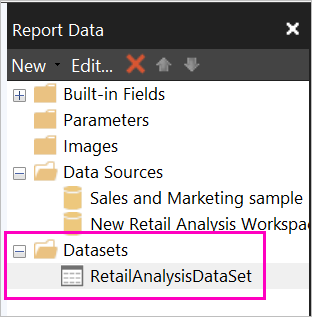 Report Data
New Edit...
Built-in Fields
Parameters
Images
Data Sources
Sales and Marketing sample
New Retail Analysis Workspa
Datasets
RetailAnalysisDataSet